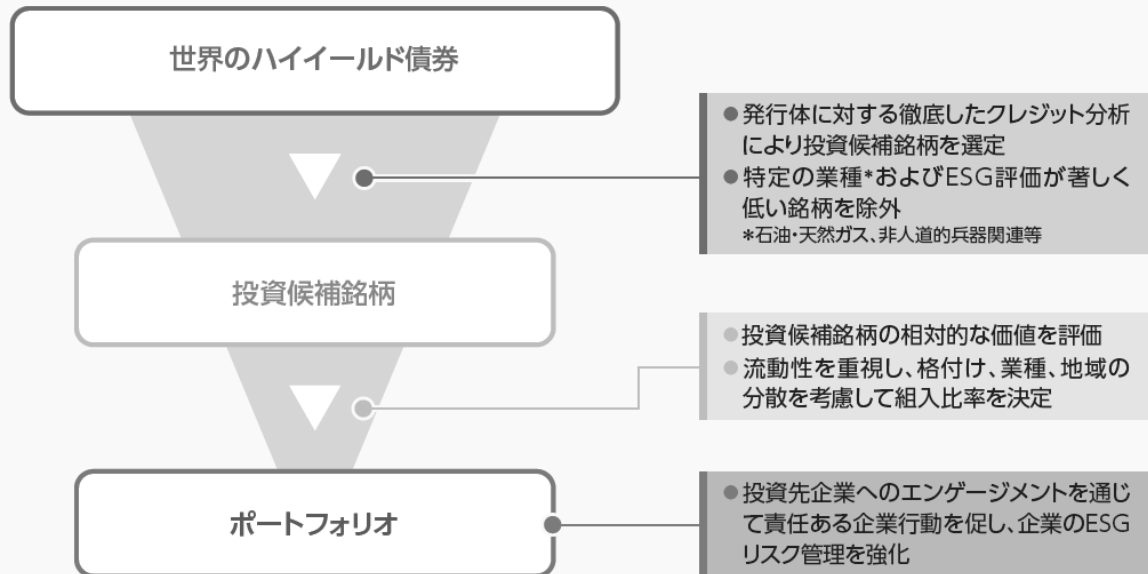 世界のハイイールド債券
●発行体に対する徹底したクレジット分析
により投資候補銘柄を選定
●特定の業種*およびESG評価が著しく
低い銘柄を除外
*石油・天然ガス、非人道的兵器関連等
投資候補銘柄
●投資候補銘柄の相対的な価値を評価
●流動性を重視し、格付け、業種、地域の
分散を考慮して組入比率を決定
ポートフォリオ
●投資先企業へのエンゲージメントを通じ
て責任ある企業行動を促し、企業のESG
リスク管理を強化